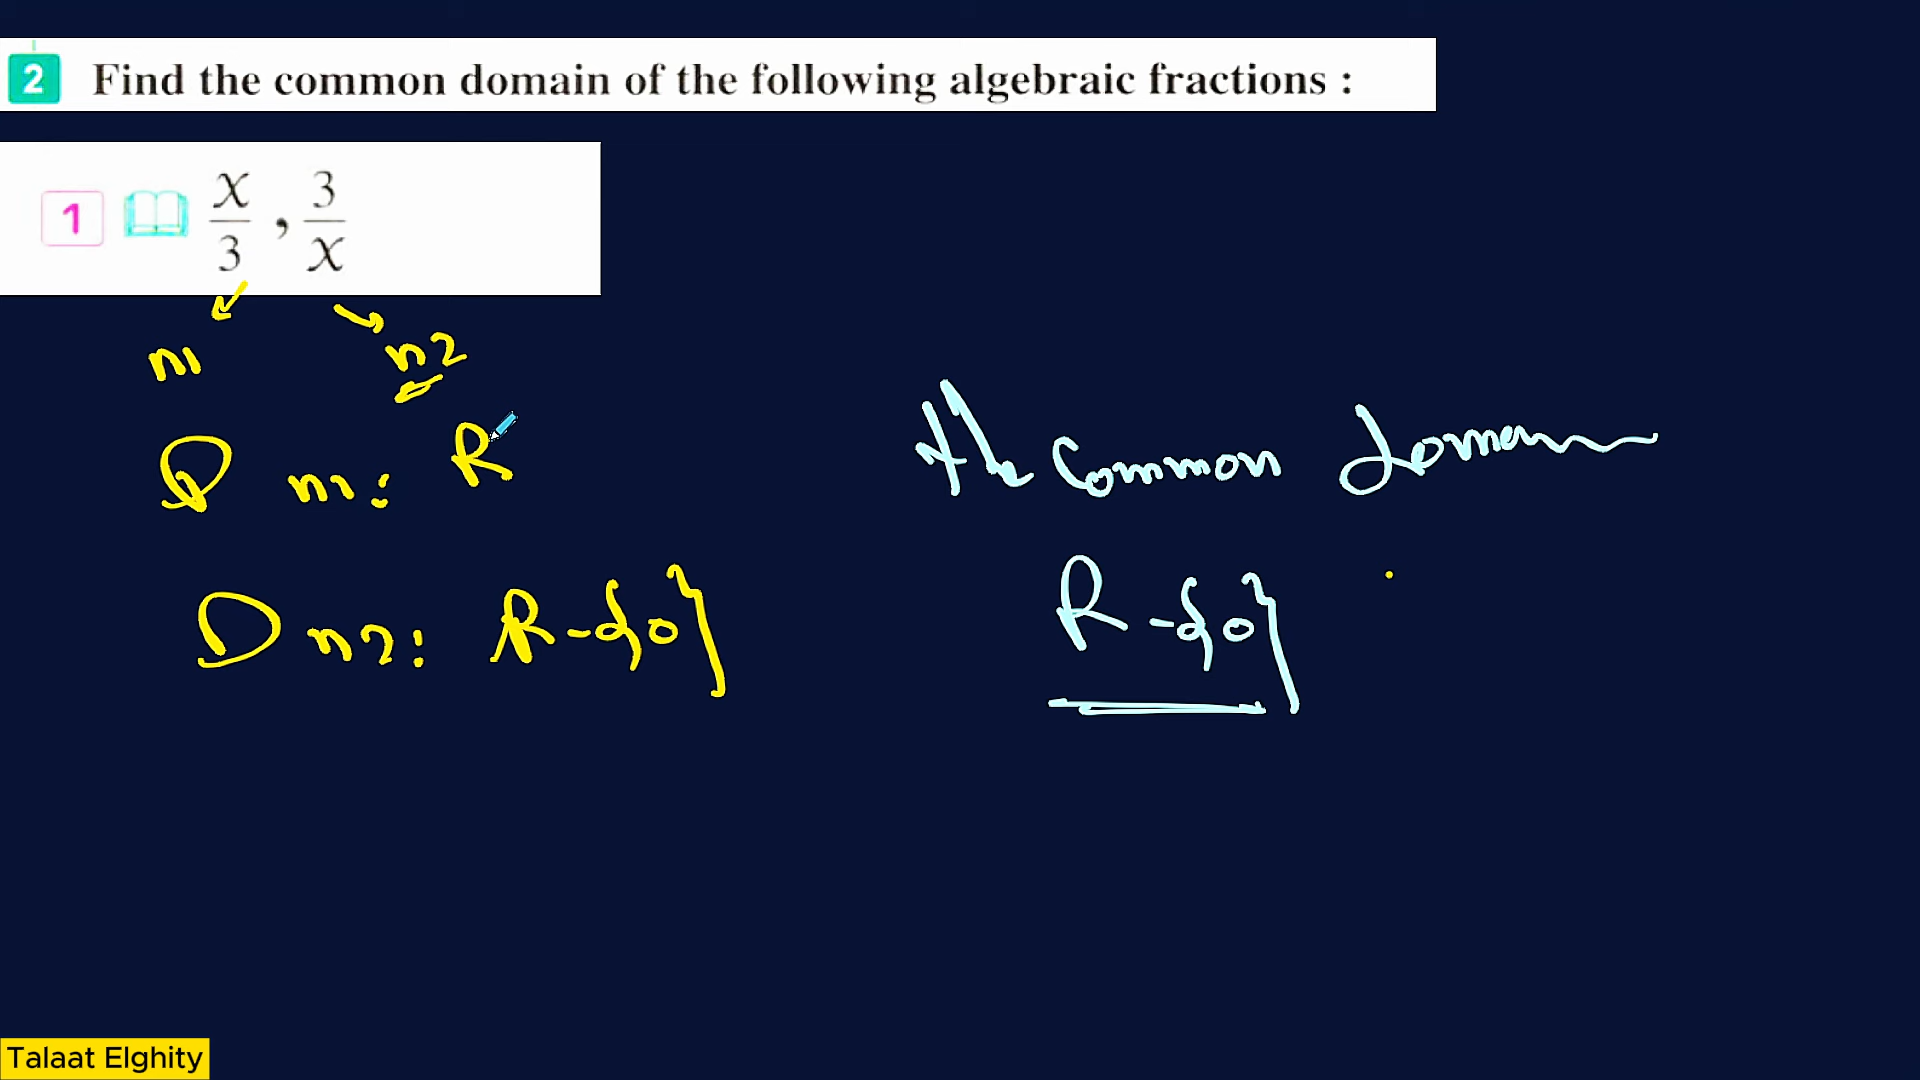 2 Find the common domain of the following algebraic fractions :
1 x/3 , 3/x
n1 n2
D n1: R
the common domain
D n2: R-{0}
R-{0}
Talaat Elghity